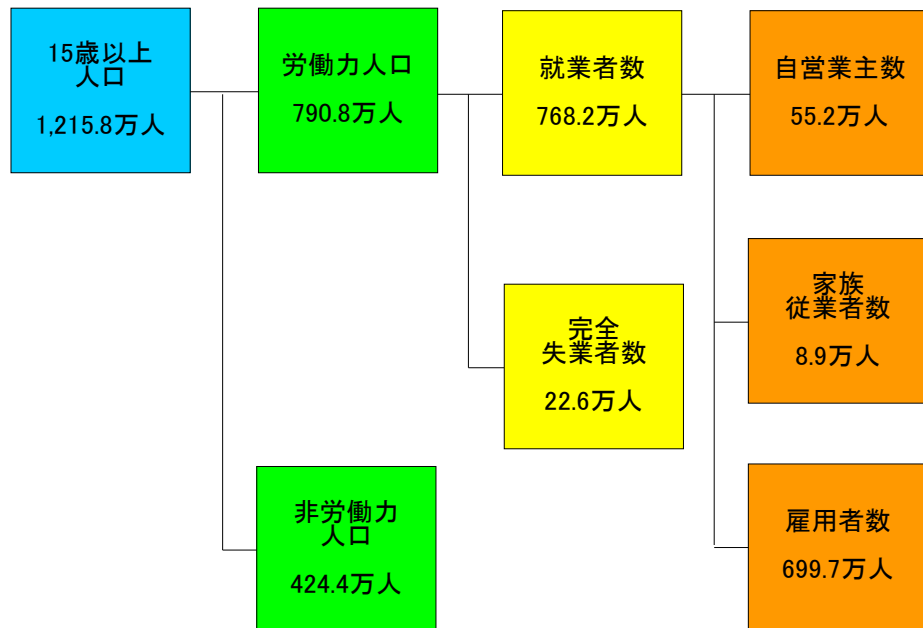 15歳以上
人口
1,215.8万人
労働力人口
790.8万人
就業者数
768.2万人
自営業主数
55.2万人
家族
従業者数
8.9万人
完全
失業者数
22.6万人
非労働力
人口
424.4万人
雇用者数
699.7万人